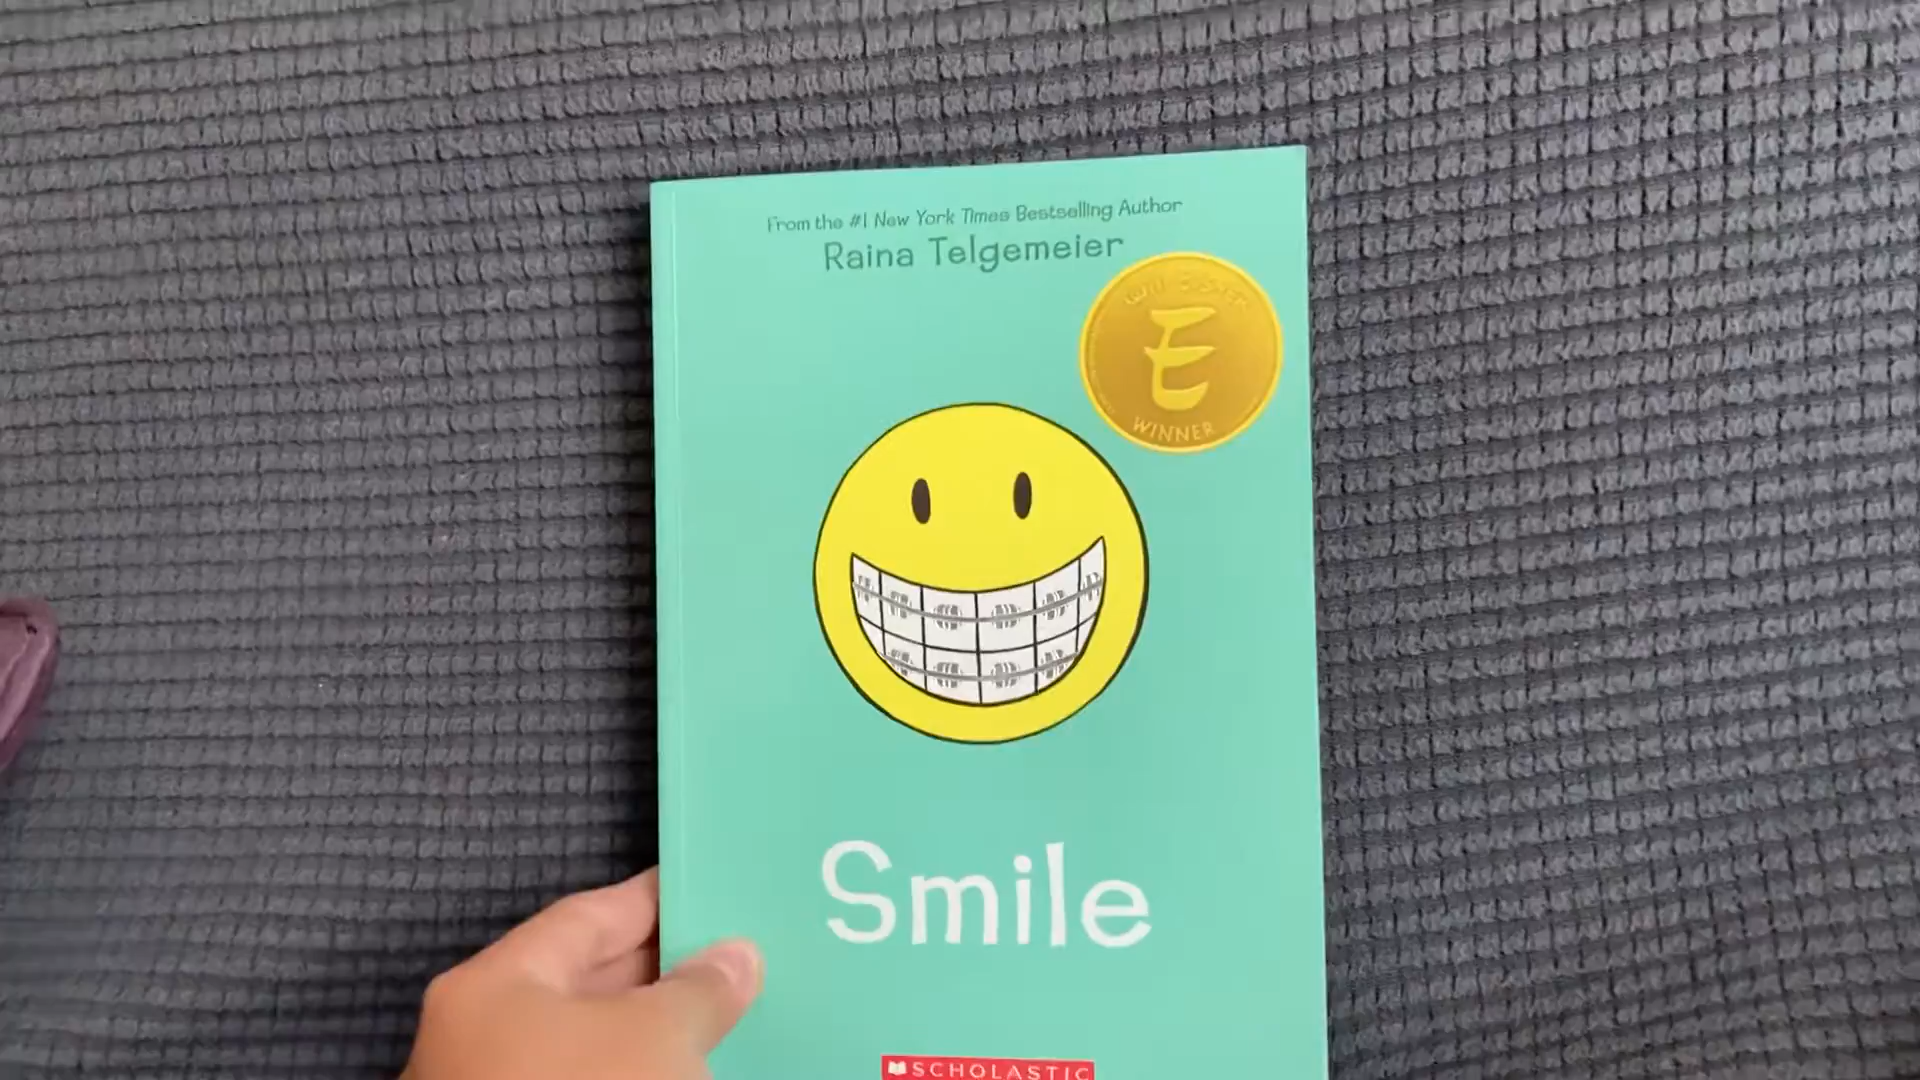 From the #1 New York Times Bestselling Author
Raina Telgemeier
E
WINNER
Smile
SCHOLASTIC